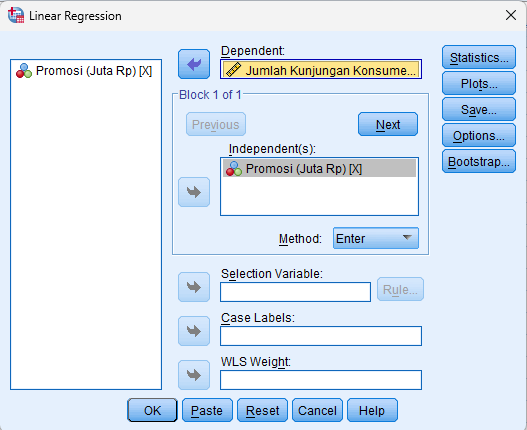 Linear Regression
Promosi (Juta Rp) [X]
Dependent:
Jumlah Kunjungan Konsume...
Block 1 of 1
Previous
Next
Independent(s):
Promosi (Juta Rp) [X]
Method:
Enter
Selection Variable:
Rule...
Case Labels:
WLS Weight:
Statistics...
Plots...
Save...
Options...
Bootstrap...
OK
Paste
Reset
Cancel
Help